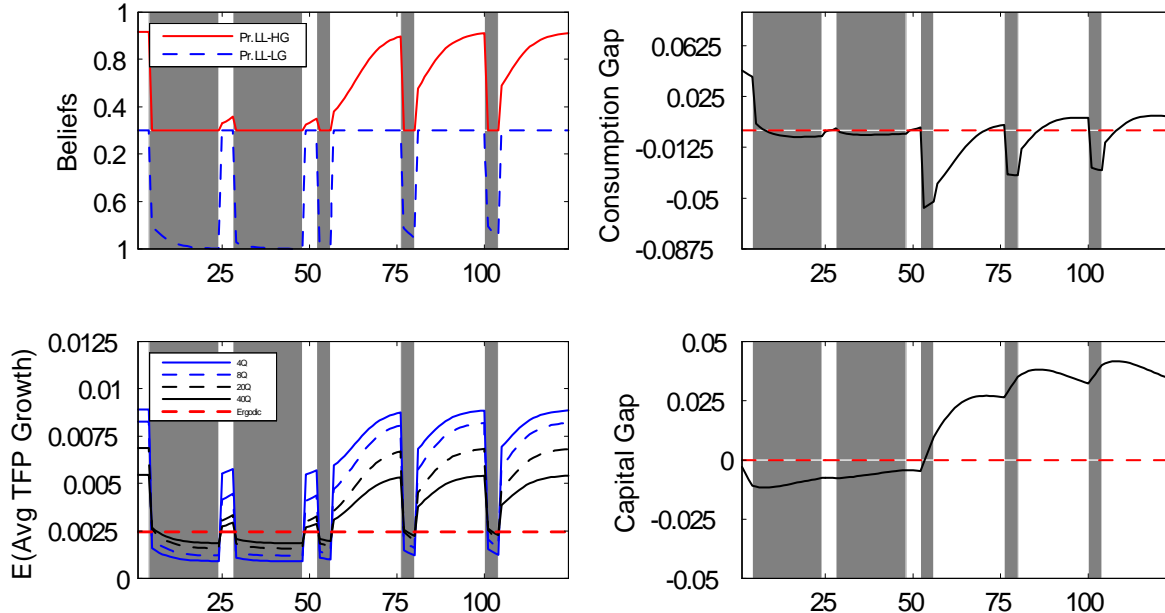 Beliefs
1
0.8
0.4
0.2
0.6
1
Pr. LL-HG
Pr. LL-LG
25 50 75 100
Consumption Gap
0.0625
0.025
-0.0125
-0.05
-0.0875
25 50 75 100
E(Avg TFP Growth)
0.0125
0.01
0.0075
0.005
0.0025
0
4Q
8Q
20Q
40Q
Ergodic
25 50 75 100
Capital Gap
0.05
0.025
0
-0.025
-0.05
25 50 75 100